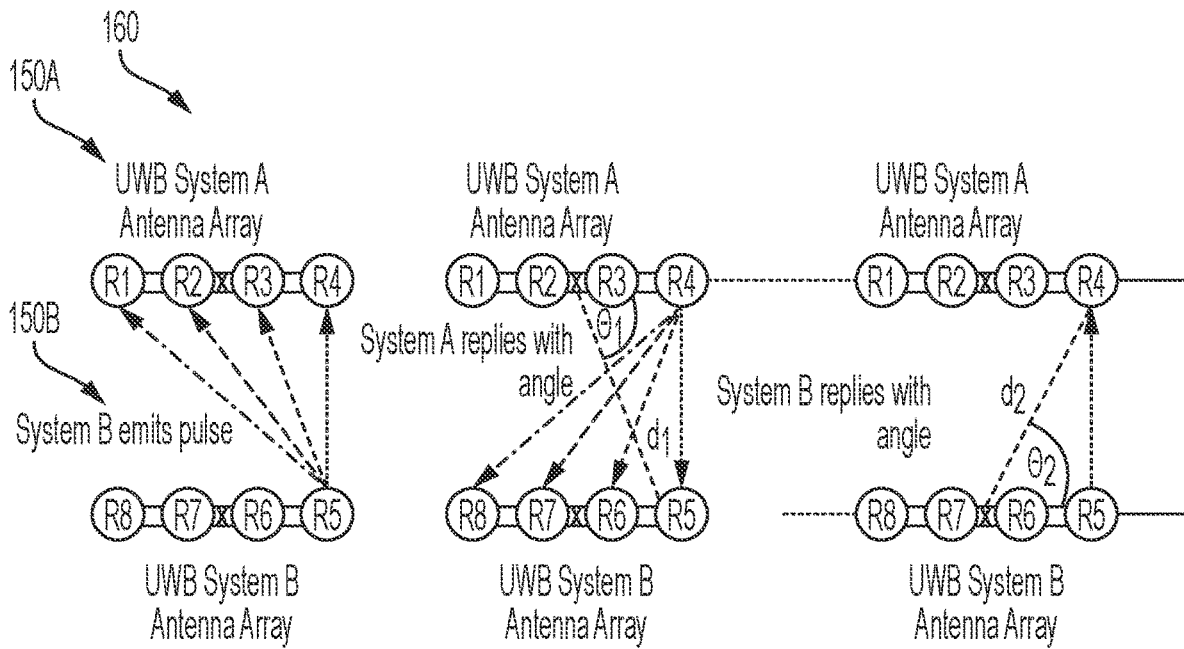 160
150A
UWB System A
Antenna Array
R1 R2 R3 R4
150B
System B emits pulse
R8 R7 R6 R5
UWB System B
Antenna Array
UWB System A
Antenna Array
R1 R2 R3 R4
Θ1
System A replies with
angle
d1
R8 R7 R6 R5
UWB System B
Antenna Array
UWB System A
Antenna Array
R1 R2 R3 R4
System B replies with
angle
d2
Θ2
R8 R7 R6 R5
UWB System B
Antenna Array